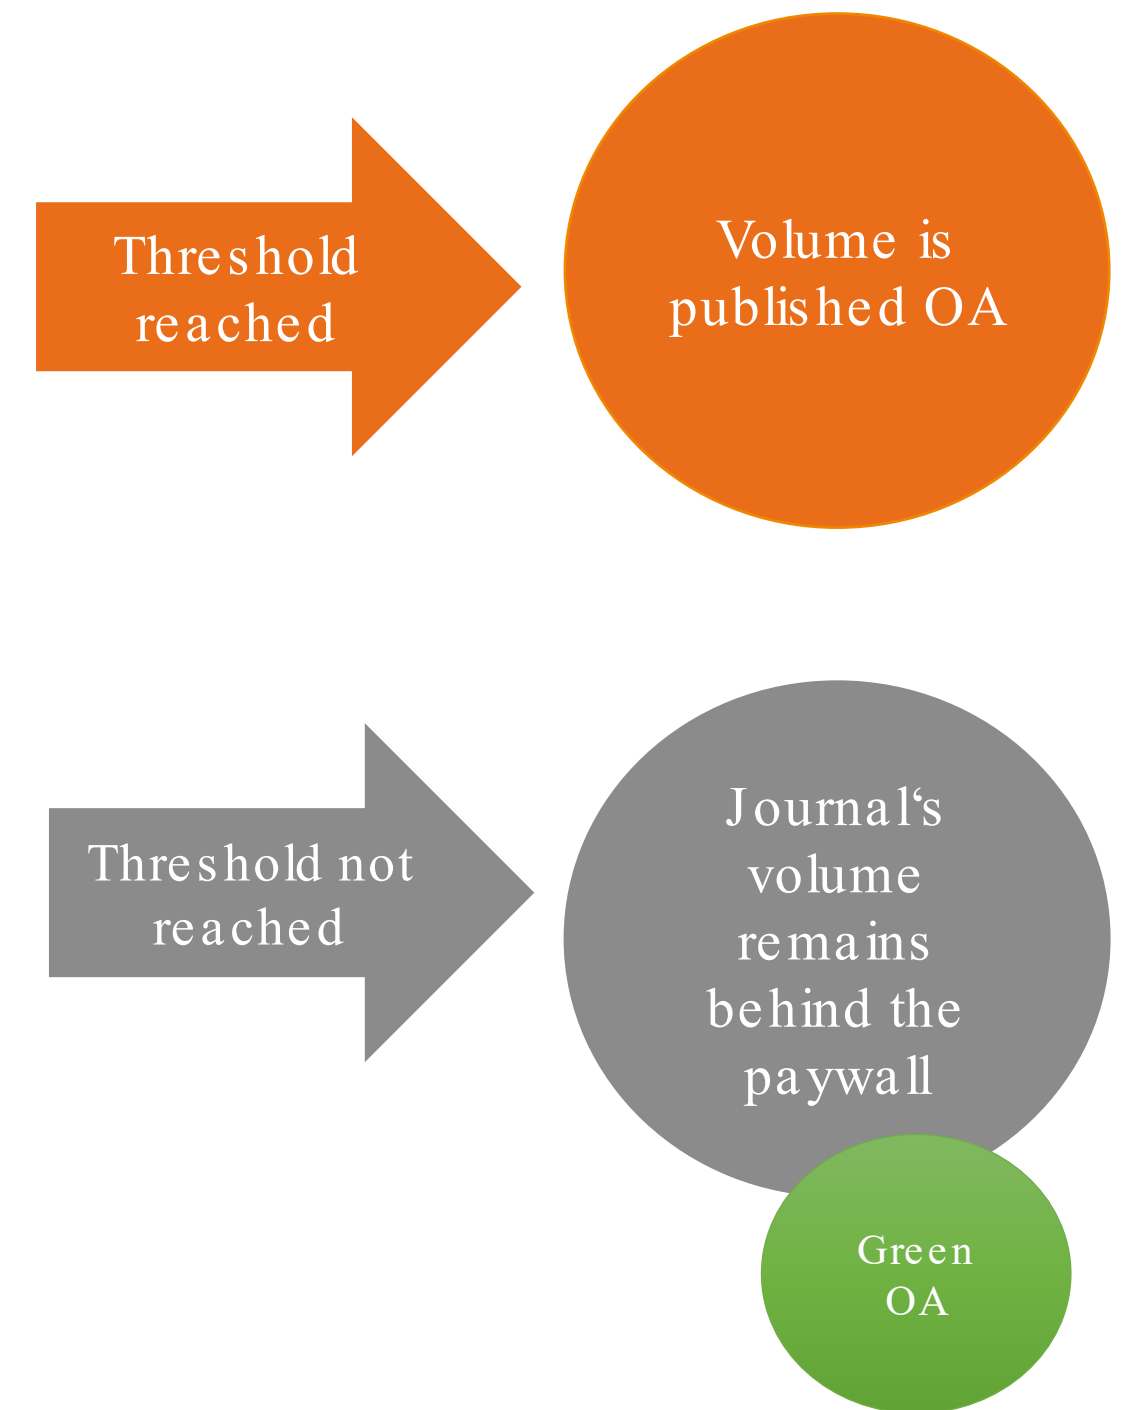 Threshold
reached
Volume is
published OA
Threshold not
reached
Journal‘s
volume
remains
behind the
paywall
Green
OA